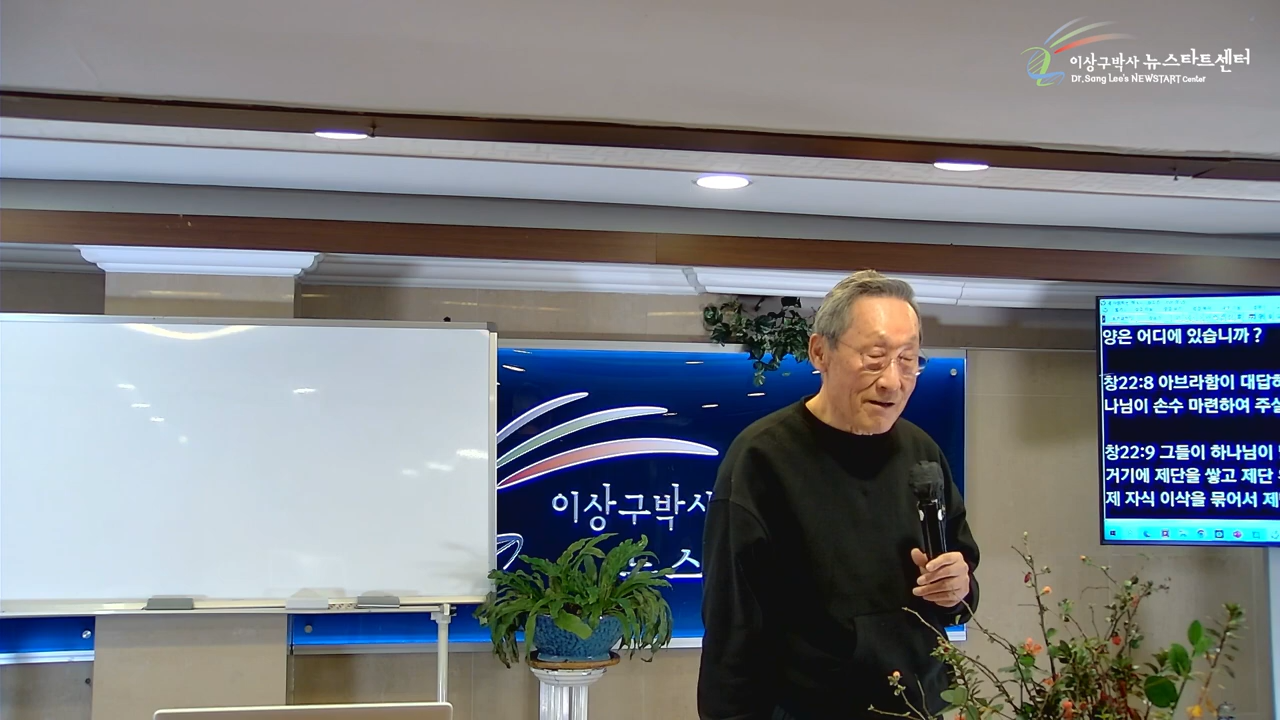 이상구박사 뉴스타트센터
Dr. Sang Lee's NEWSTART Center
이상구박사
양은 어디에 있습니까 ?
창22:8 아브라함이 대답하
나님이 손수 마련하여 주실
창22:9 그들이 하나님이
거기에 제단을 쌓고 제단
제 자식 이삭을 묶어서 제